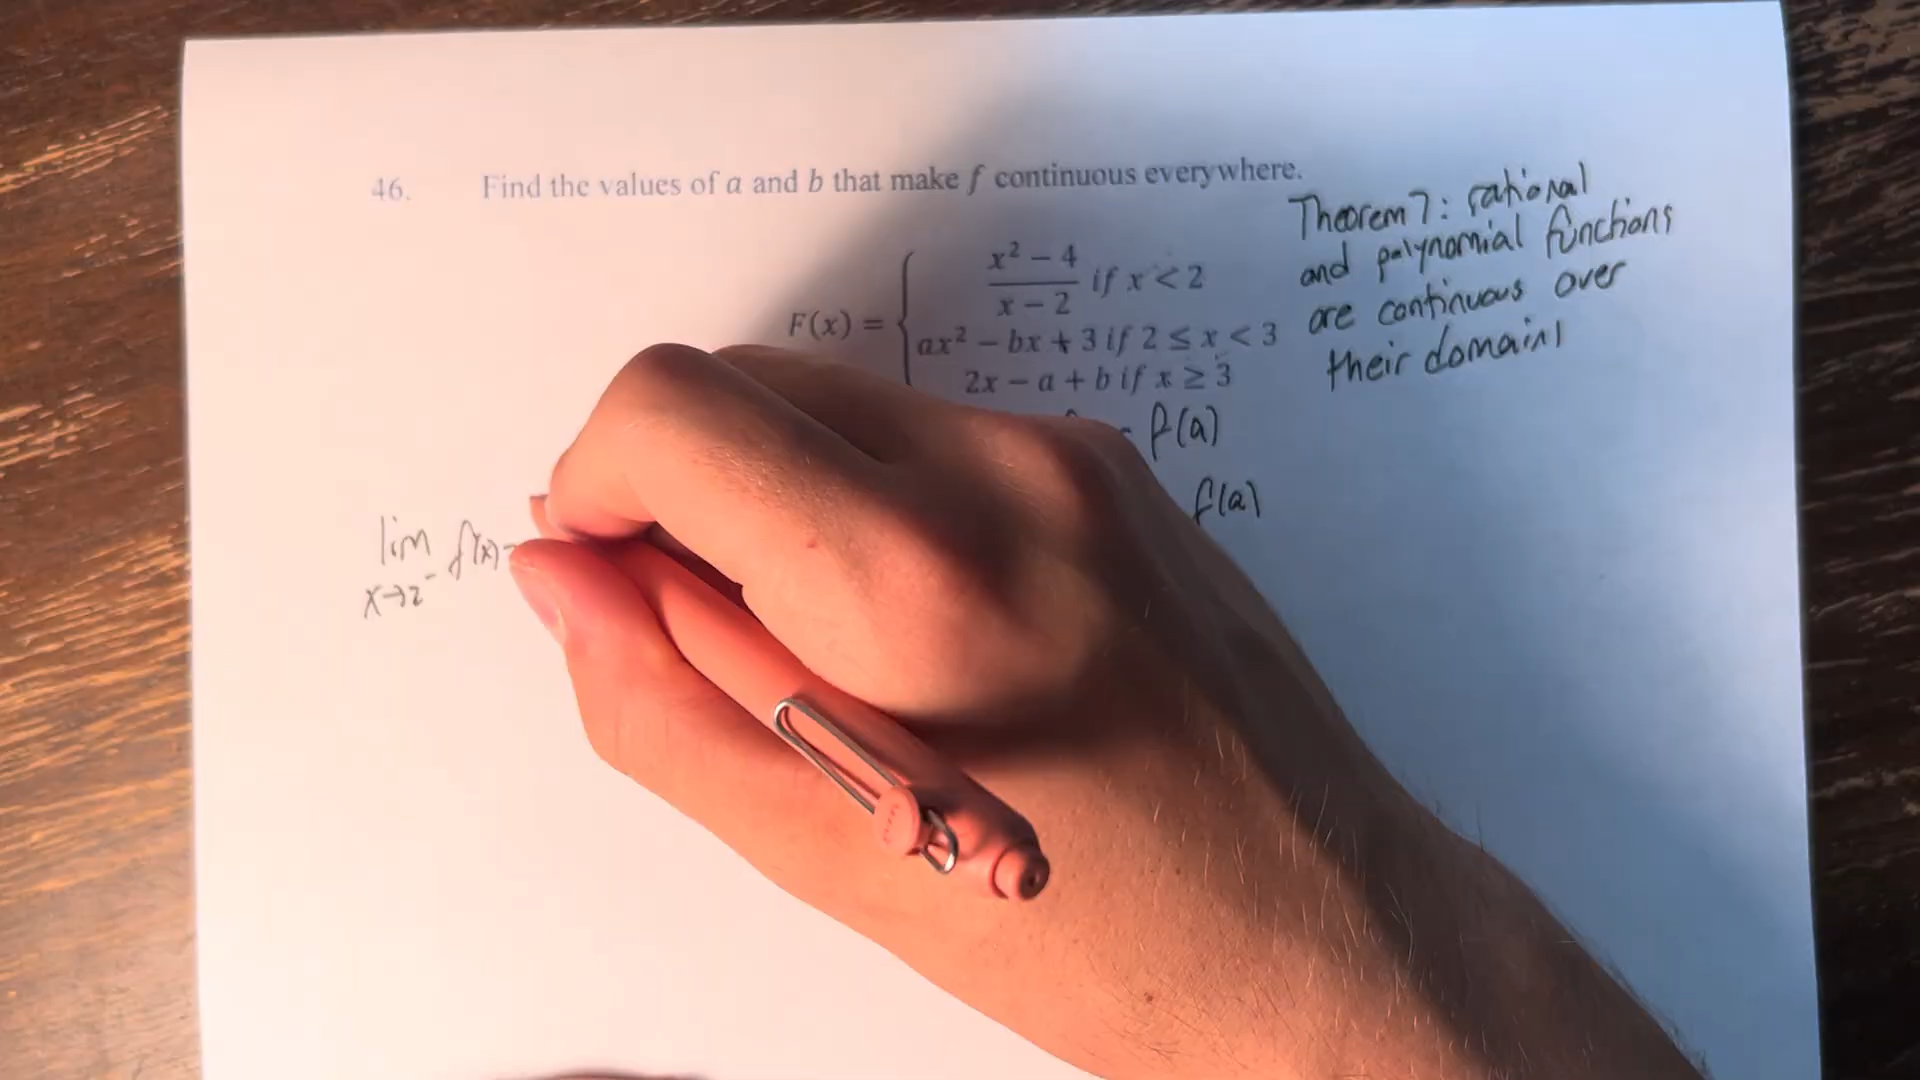 46. Find the values of a and b that make f continuous everywhere.
Theorem 7: rational
and polynomial functions
are continuous over
their domains
F(x) = { x² − 4 / x − 2 if x < 2
ax² − bx + 3 if 2 ≤ x < 3
2x − a + b if x ≥ 3
f(a)
f(a)
lim f(x) =
x→2⁻